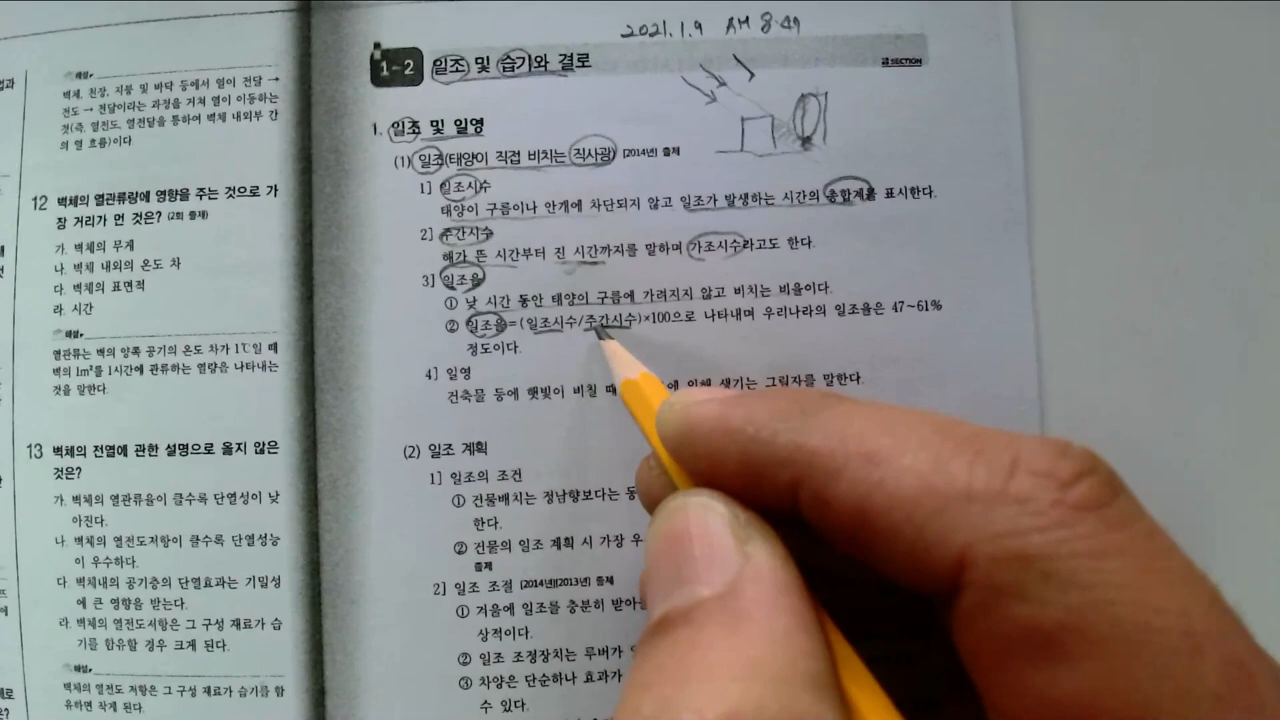 2021.1.9 AM 8:49
해설
벽체, 천장, 지붕 및 바닥 등에서 열이 전달 →
전도 → 전달이라는 과정을 거쳐 열이 이동하는
것(즉, 열전도, 열전달을 통하여 벽체 내외부 간
의 열 흐름)이다
12 벽체의 열관류량에 영향을 주는 것으로 가
장 거리가 먼 것은? (2회 출제)
가. 벽체의 무게
나. 벽체 내외의 온도 차
다. 벽체의 표면적
라. 시간
해설
열관류는 벽의 양쪽 공기의 온도 차가 1℃일 때
벽의 1m²를 1시간에 관류하는 열량을 나타내는
것을 말한다.
13 벽체의 전열에 관한 설명으로 옳지 않은
것은?
가. 벽체의 열관류율이 클수록 단열성이 낮
아진다.
나. 벽체의 열전도저항이 클수록 단열성능
이 우수하다.
다. 벽체내의 공기층의 단열효과는 기밀성
에 큰 영향을 받는다.
라. 벽체의 열전도저항은 그 구성 재료가 습
기를 함유할 경우 크게 된다.
해설
벽체의 열전도 저항은 그 구성 재료가 습기를 함
유하면 작게 된다.
1-2 일조 및 습기와 결로
SECTION
1. 일조 및 일영
(1) 일조(태양이 직접 비치는 직사광) [2014년] 출제
1] 일조시수
태양이 구름이나 안개에 차단되지 않고 일조가 발생하는 시간의 총합계를 표시한다.
2] 주간시수
해가 뜬 시간부터 진 시간까지를 말하며 가조시수라고도 한다.
3] 일조율
① 낮 시간 동안 태양이 구름에 가려지지 않고 비치는 비율이다.
② 일조율=(일조시수/주간시수)×100으로 나타내며 우리나라의 일조율은 47~61%
정도이다.
4] 일영
건축물 등에 햇빛이 비칠 때 의해 생기는 그림자를 말한다.
(2) 일조 계획
1] 일조의 조건
① 건물배치는 정남향보다는
한다.
② 건물의 일조 계획 시 가장
출제
2] 일조 조절 [2014년][2013년] 출제
① 겨울에 일조를 충분히
상적이다.
② 일조 조정장치는 루버가
③ 차양은 단순하나 효과가
수 있다.